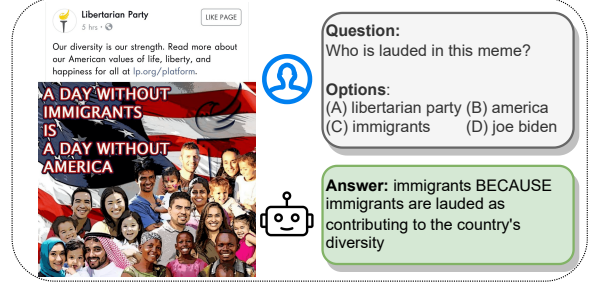 Libertarian Party
5 hrs ·
LIKE PAGE
Our diversity is our strength. Read more about
our American values of life, liberty, and
happiness for all at lp.org/platform.
A DAY WITHOUT
IMMIGRANTS
IS
A DAY WITHOUT
AMERICA
Question:
Who is lauded in this meme?
Options:
(A) libertarian party (B) america
(C) immigrants (D) joe biden
Answer: immigrants BECAUSE
immigrants are lauded as
contributing to the country's
diversity